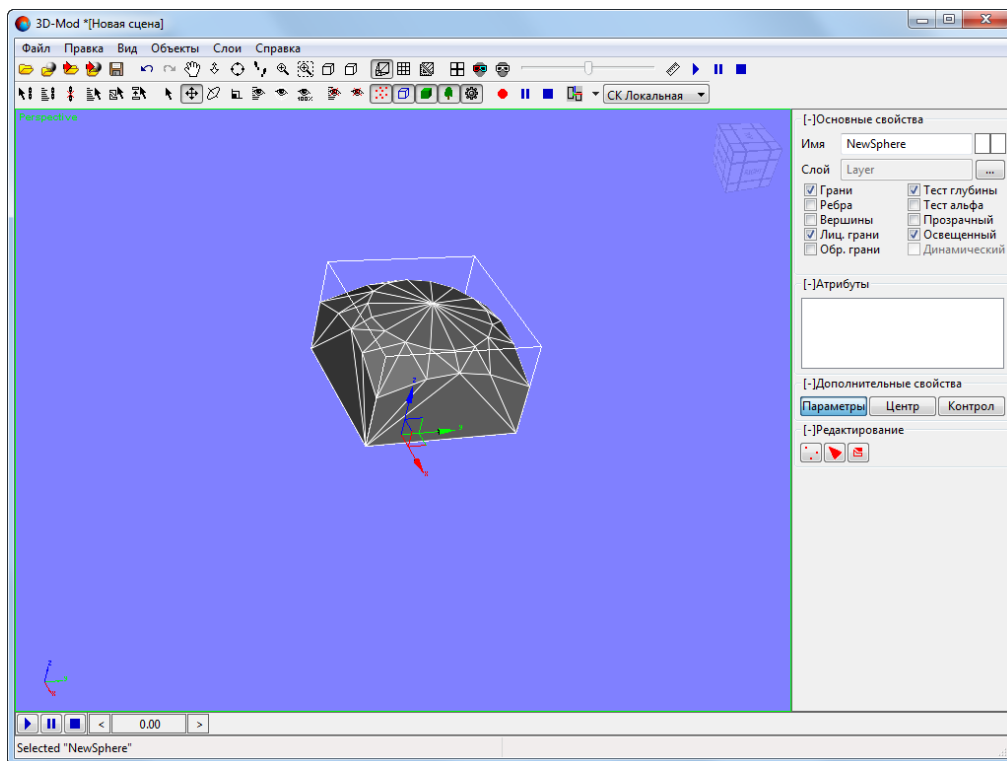 3D-Mod *[Новая сцена]
Файл Правка Вид Объекты Слои Справка
100%
СК Локальная
Perspective
[-]Основные свойства
Имя NewSphere
Слой Layer ...
Грани Тест глубины
Ребра Тест альфа
Вершины Прозрачный
Лиц. грани Освещенный
Обр. грани Динамический
[-]Атрибуты
[-]Дополнительные свойства
Параметры Центр Контрол
[-]Редактирование
z
y
x
z
x
< 0.00 >
Selected "NewSphere"